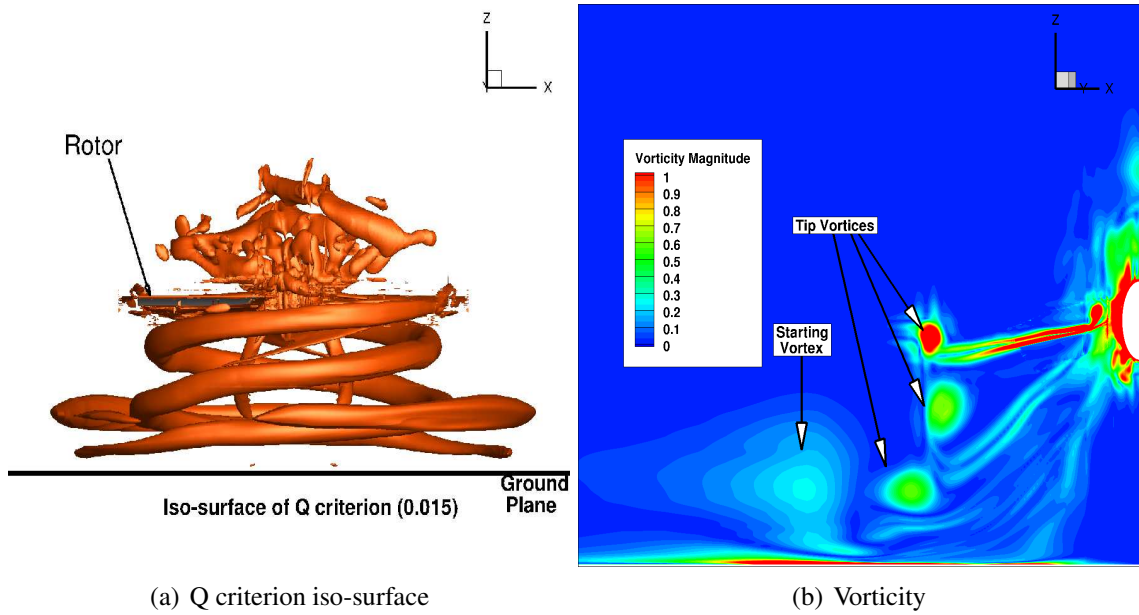 Z
X
Y
Rotor
Ground
Plane
Iso-surface of Q criterion (0.015)
(a) Q criterion iso-surface
Z
Y
X
Vorticity Magnitude
1
0.9
0.8
0.7
0.6
0.5
0.4
0.3
0.2
0.1
0
Tip Vortices
Starting
Vortex
(b) Vorticity